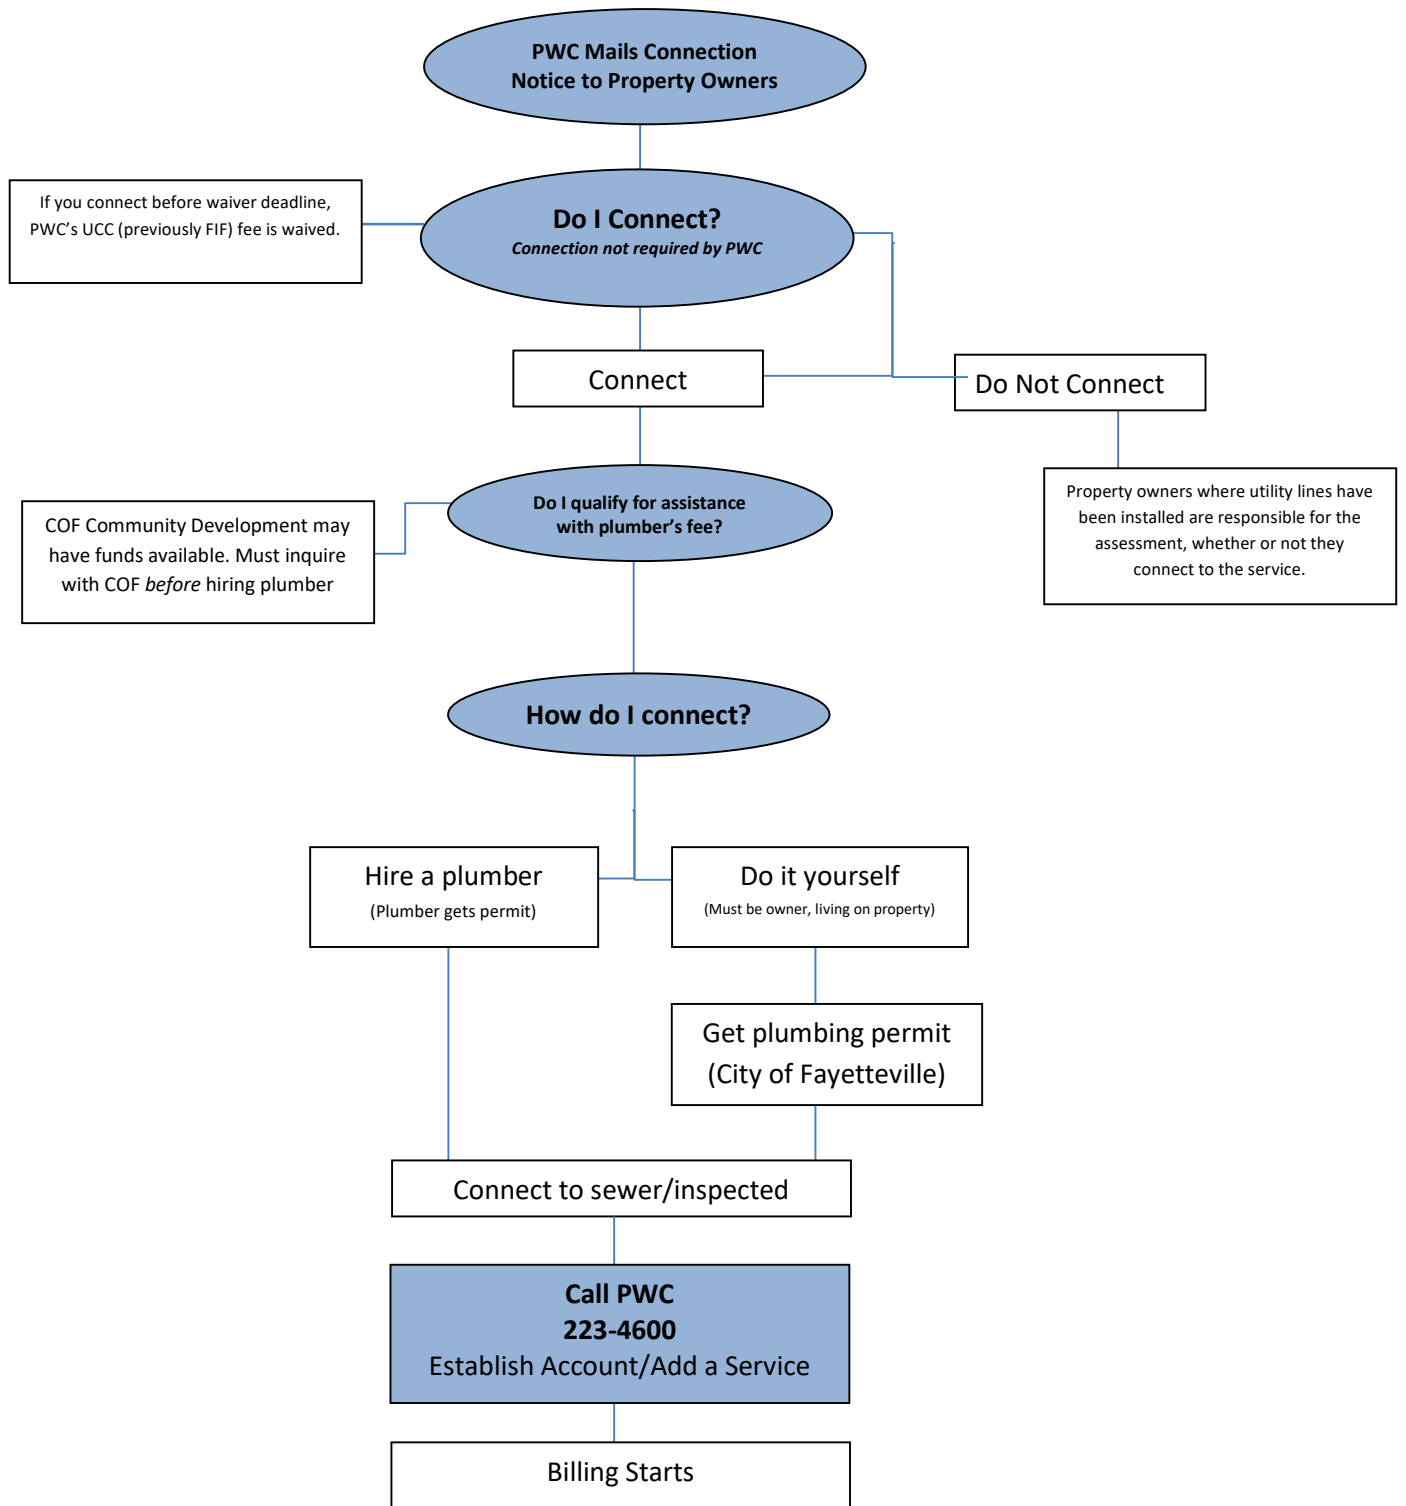 PWC Mails Connection
Notice to Property Owners
If you connect before waiver deadline,
PWC's UCC (previously FIF) fee is waived.
Do I Connect?
Connection not required by PWC
Connect
Do Not Connect
Do I qualify for assistance
with plumber's fee?
COF Community Development may
have funds available. Must inquire
with COF before hiring plumber
Property owners where utility lines have
been installed are responsible for the
assessment, whether or not they
connect to the service.
How do I connect?
Hire a plumber
(Plumber gets permit)
Do it yourself
(Must be owner, living on property)
Get plumbing permit
(City of Fayetteville)
Connect to sewer/inspected
Call PWC
223-4600
Establish Account/Add a Service
Billing Starts